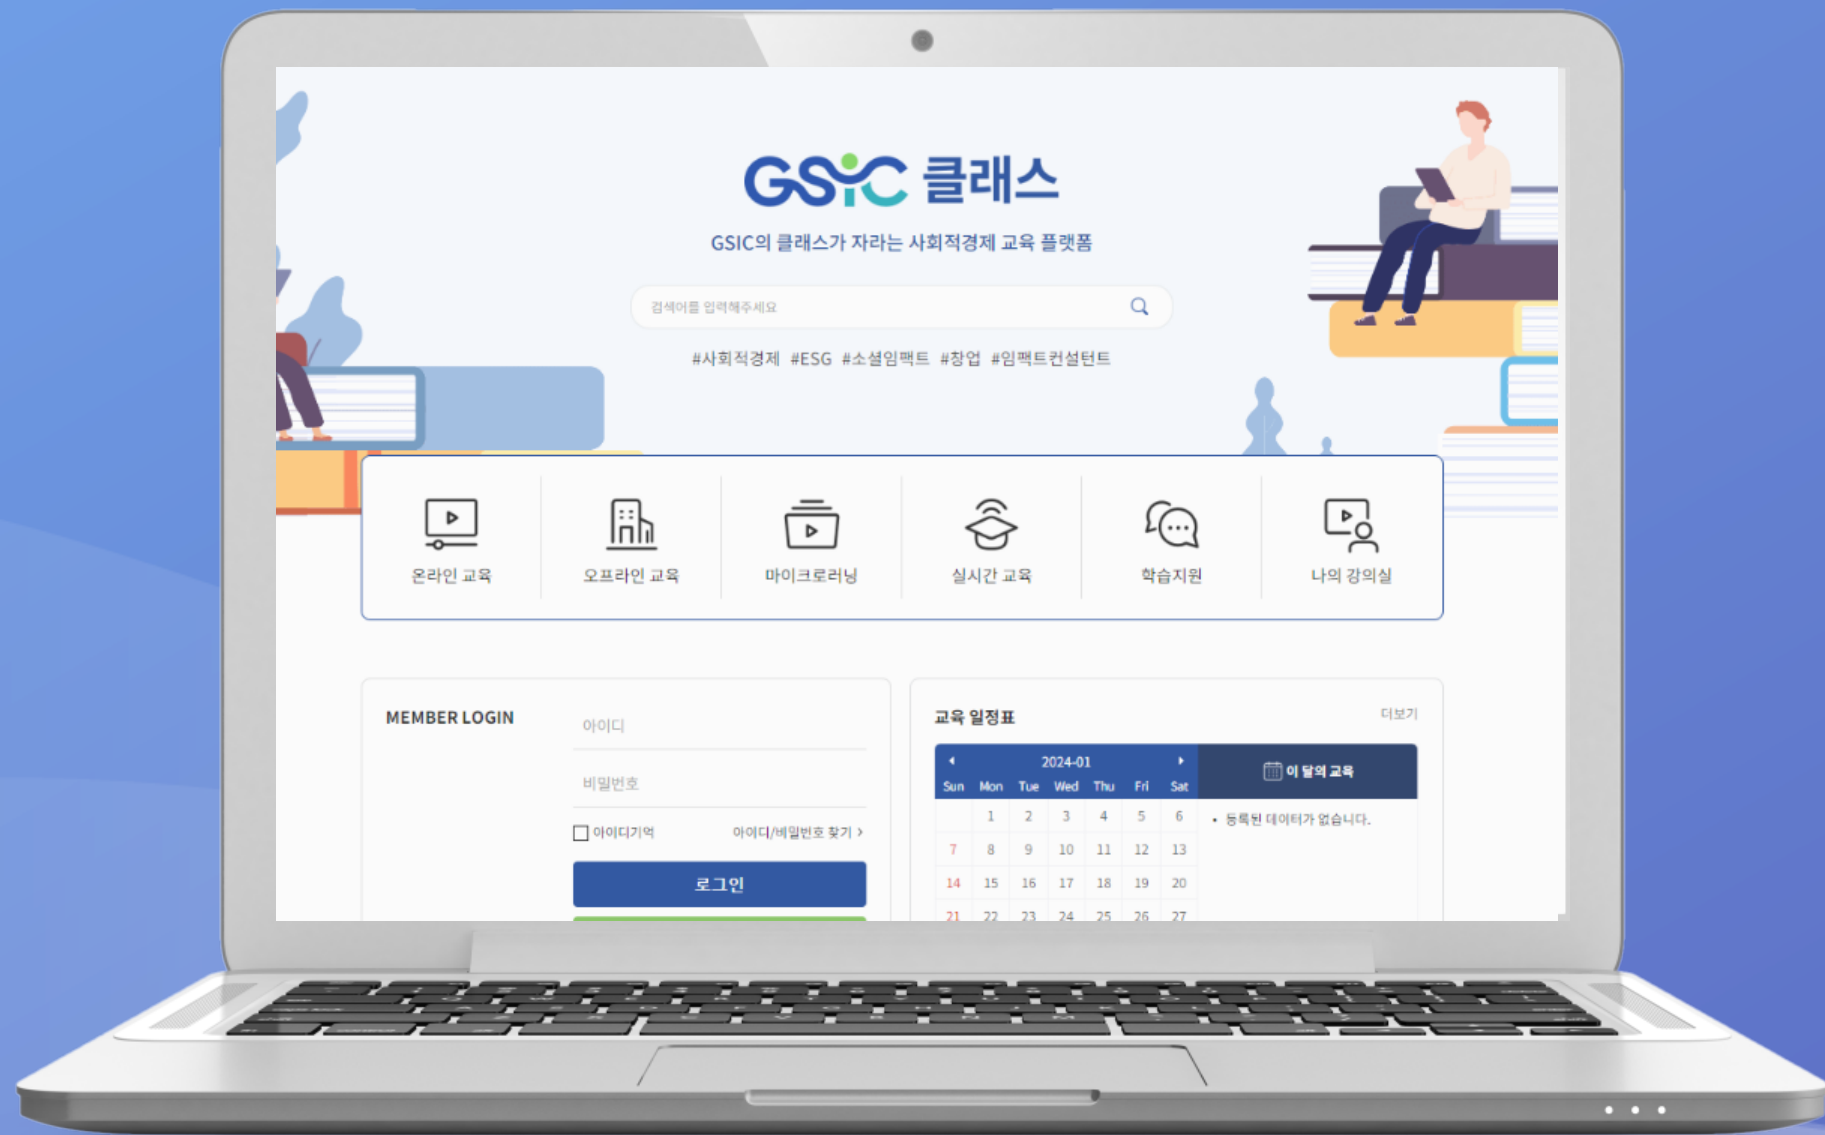 GSiC 클래스
GSIC의 클래스가 자라는 사회적경제 교육 플랫폼
검색어를 입력해주세요
#사회적경제 #ESG #소셜임팩트 #창업 #임팩트컨설턴트
온라인 교육
오프라인 교육
마이크로러닝
실시간 교육
학습지원
나의 강의실
MEMBER LOGIN
아이디
비밀번호
아이디기억
아이디/비밀번호 찾기 >
로그인
교육 일정표
더보기
2024-01
Sun Mon Tue Wed Thu Fri Sat
1 2 3 4 5 6
7 8 9 10 11 12 13
14 15 16 17 18 19 20
21 22 23 24 25 26 27
이 달의 교육
• 등록된 데이터가 없습니다.